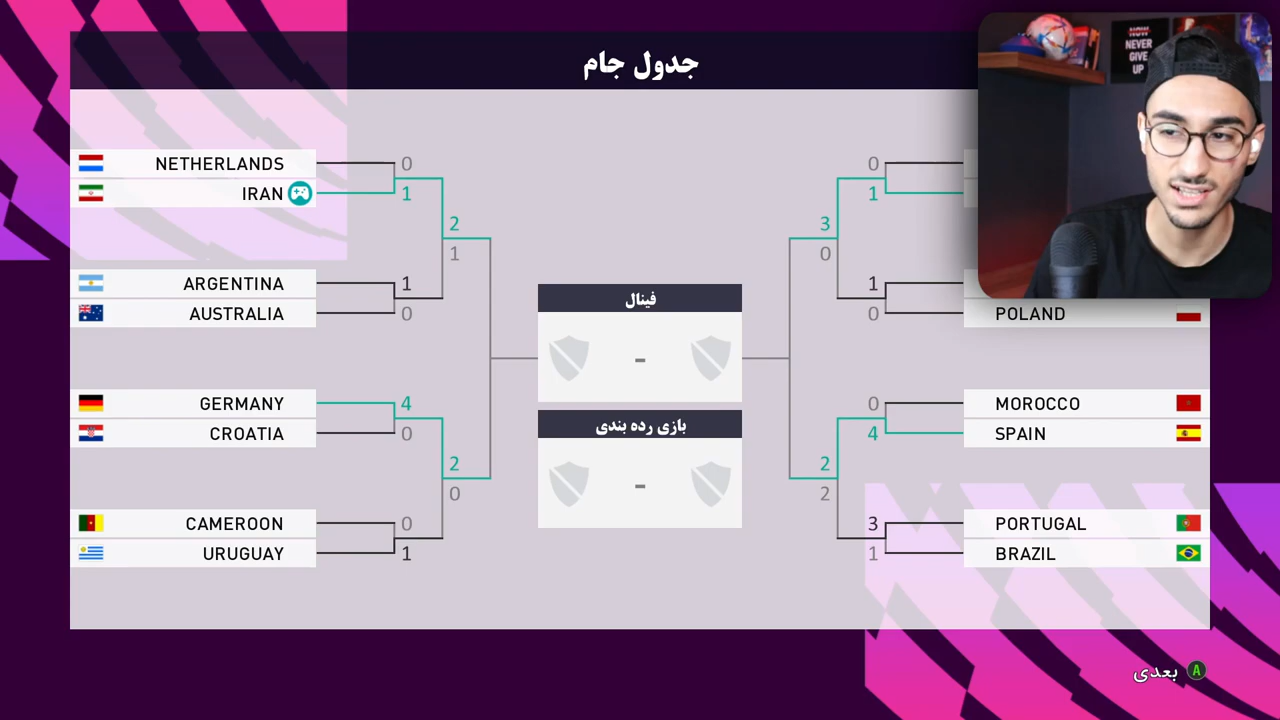 جدول جام
NOW
NEVER
GIVE
UP
NETHERLANDS 0
IRAN 1
2
1
ARGENTINA 1
AUSTRALIA 0
GERMANY 4
CROATIA 0
2
0
CAMEROON 0
URUGUAY 1
فینال
-
بازی رده بندی
-
0
1
3
0
1
0 POLAND
0 MOROCCO
4 SPAIN
2
2
3 PORTUGAL
1 BRAZIL
بعدی A